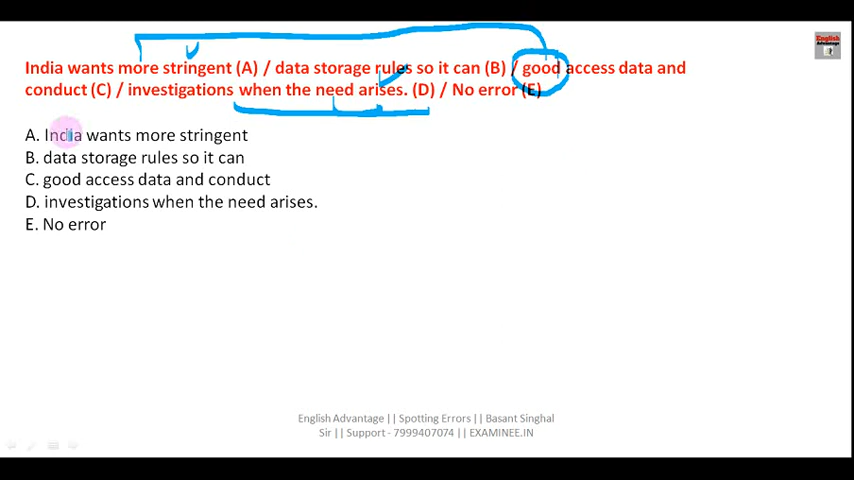 India wants more stringent (A) / data storage rules so it can (B) / good access data and
conduct (C) / investigations when the need arises. (D) / No error (E)
A. India wants more stringent
B. data storage rules so it can
C. good access data and conduct
D. investigations when the need arises.
E. No error
English Advantage || Spotting Errors || Basant Singhal
Sir || Support - 7999407074 || EXAMINEE.IN
English
Advantage